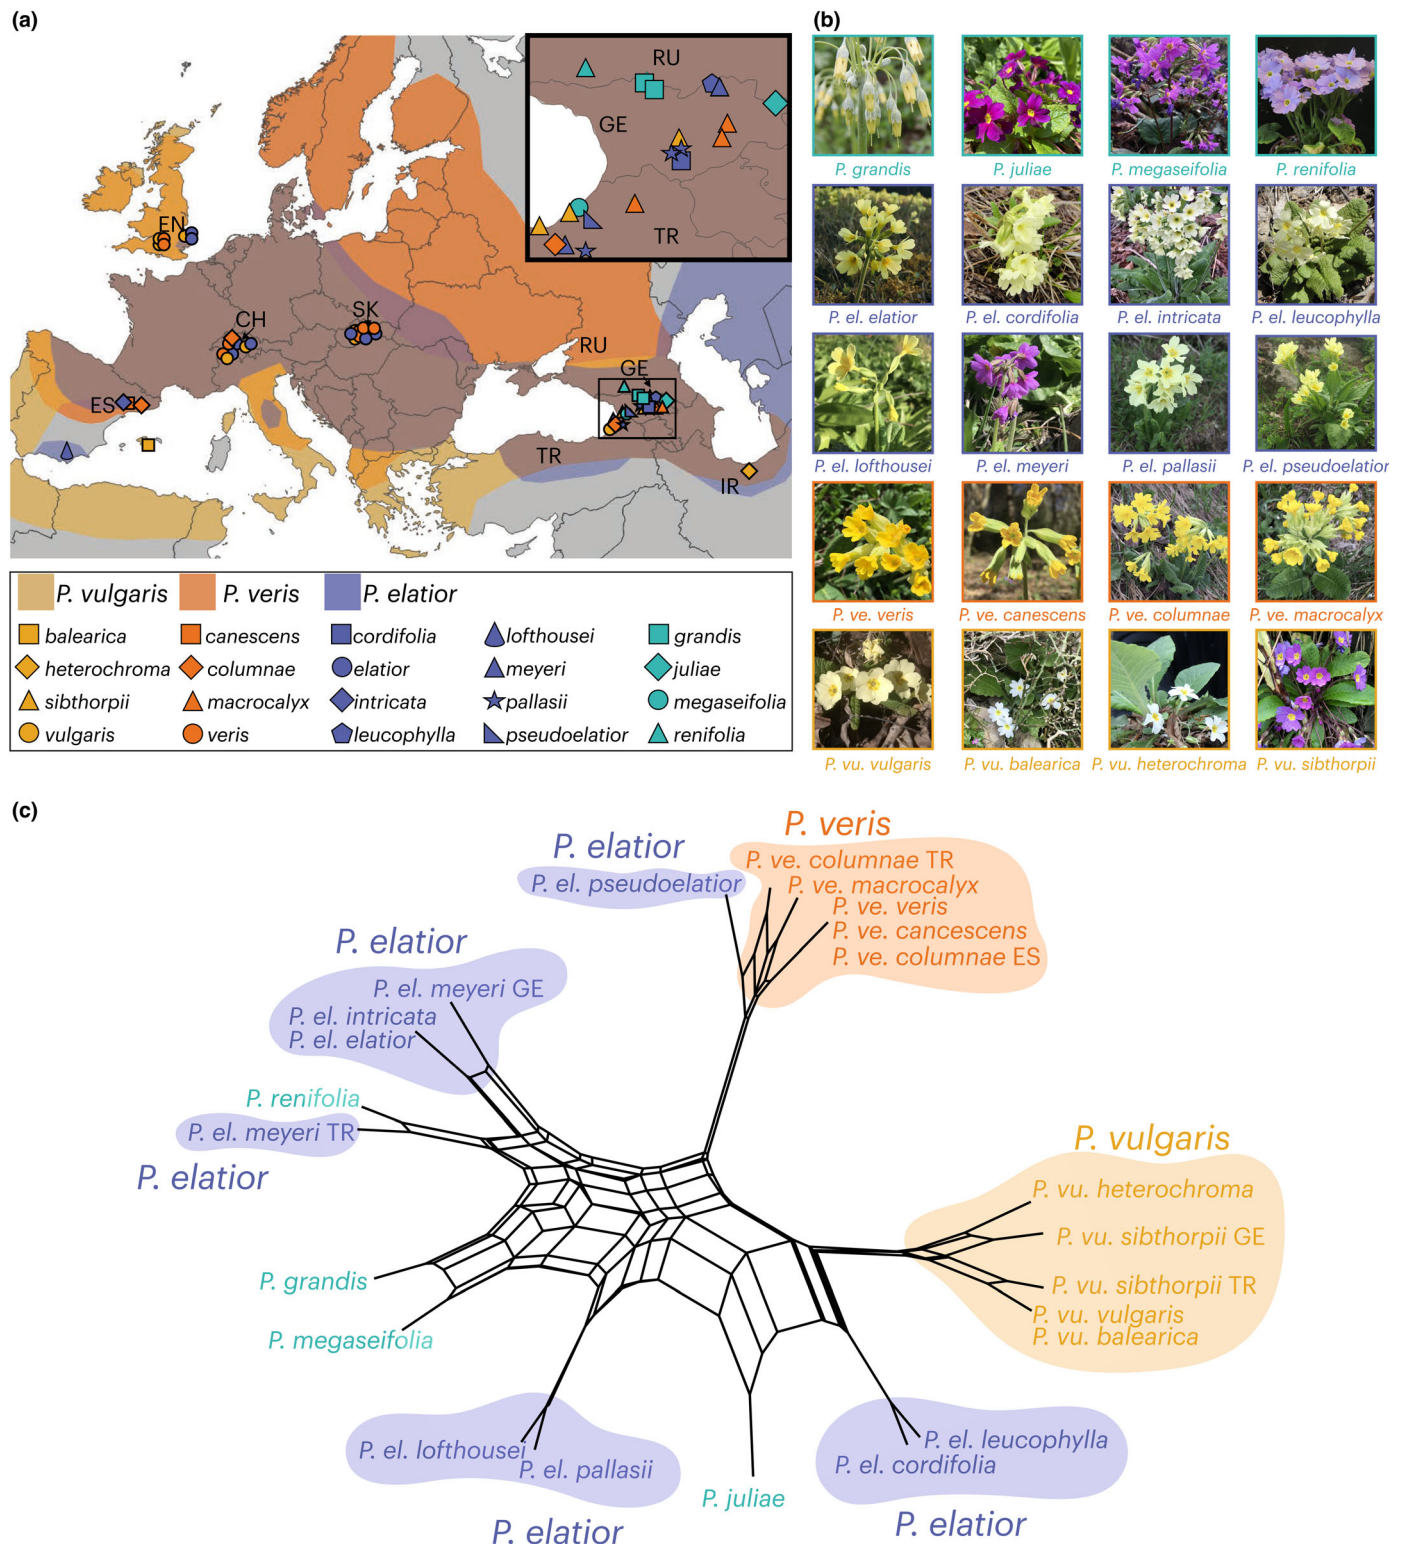 (a)
EN
CH
SK
ES
RU
GE
TR
IR
RU
GE
TR
P. vulgaris P. veris P. elatior
balearica canescens cordifolia lofthousei grandis
heterochroma columnae elatior meyeri juliae
sibthorpii macrocalyx intricata pallasii megaseifolia
vulgaris veris leucophylla pseudoelatior renifolia
(b)
P. grandis P. juliae P. megaseifolia P. renifolia
P. el. elatior P. el. cordifolia P. el. intricata P. el. leucophylla
P. el. lofthousei P. el. meyeri P. el. pallasii P. el. pseudoelatior
P. ve. veris P. ve. canescens P. ve. columnae P. ve. macrocalyx
P. vu. vulgaris P. vu. balearica P. vu. heterochroma P. vu. sibthorpii
(c)
P. veris
P. ve. columnae TR
P. ve. macrocalyx
P. ve. veris
P. ve. cancescens
P. ve. columnae ES
P. elatior
P. el. pseudoelatior
P. elatior
P. el. meyeri GE
P. el. intricata
P. el. elatior
P. renifolia
P. el. meyeri TR
P. elatior
P. vulgaris
P. vu. heterochroma
P. vu. sibthorpii GE
P. vu. sibthorpii TR
P. vu. vulgaris
P. vu. balearica
P. grandis
P. megaseifolia
P. el. lofthousei
P. el. pallasii
P. elatior
P. juliae
P. el. leucophylla
P. el. cordifolia
P. elatior